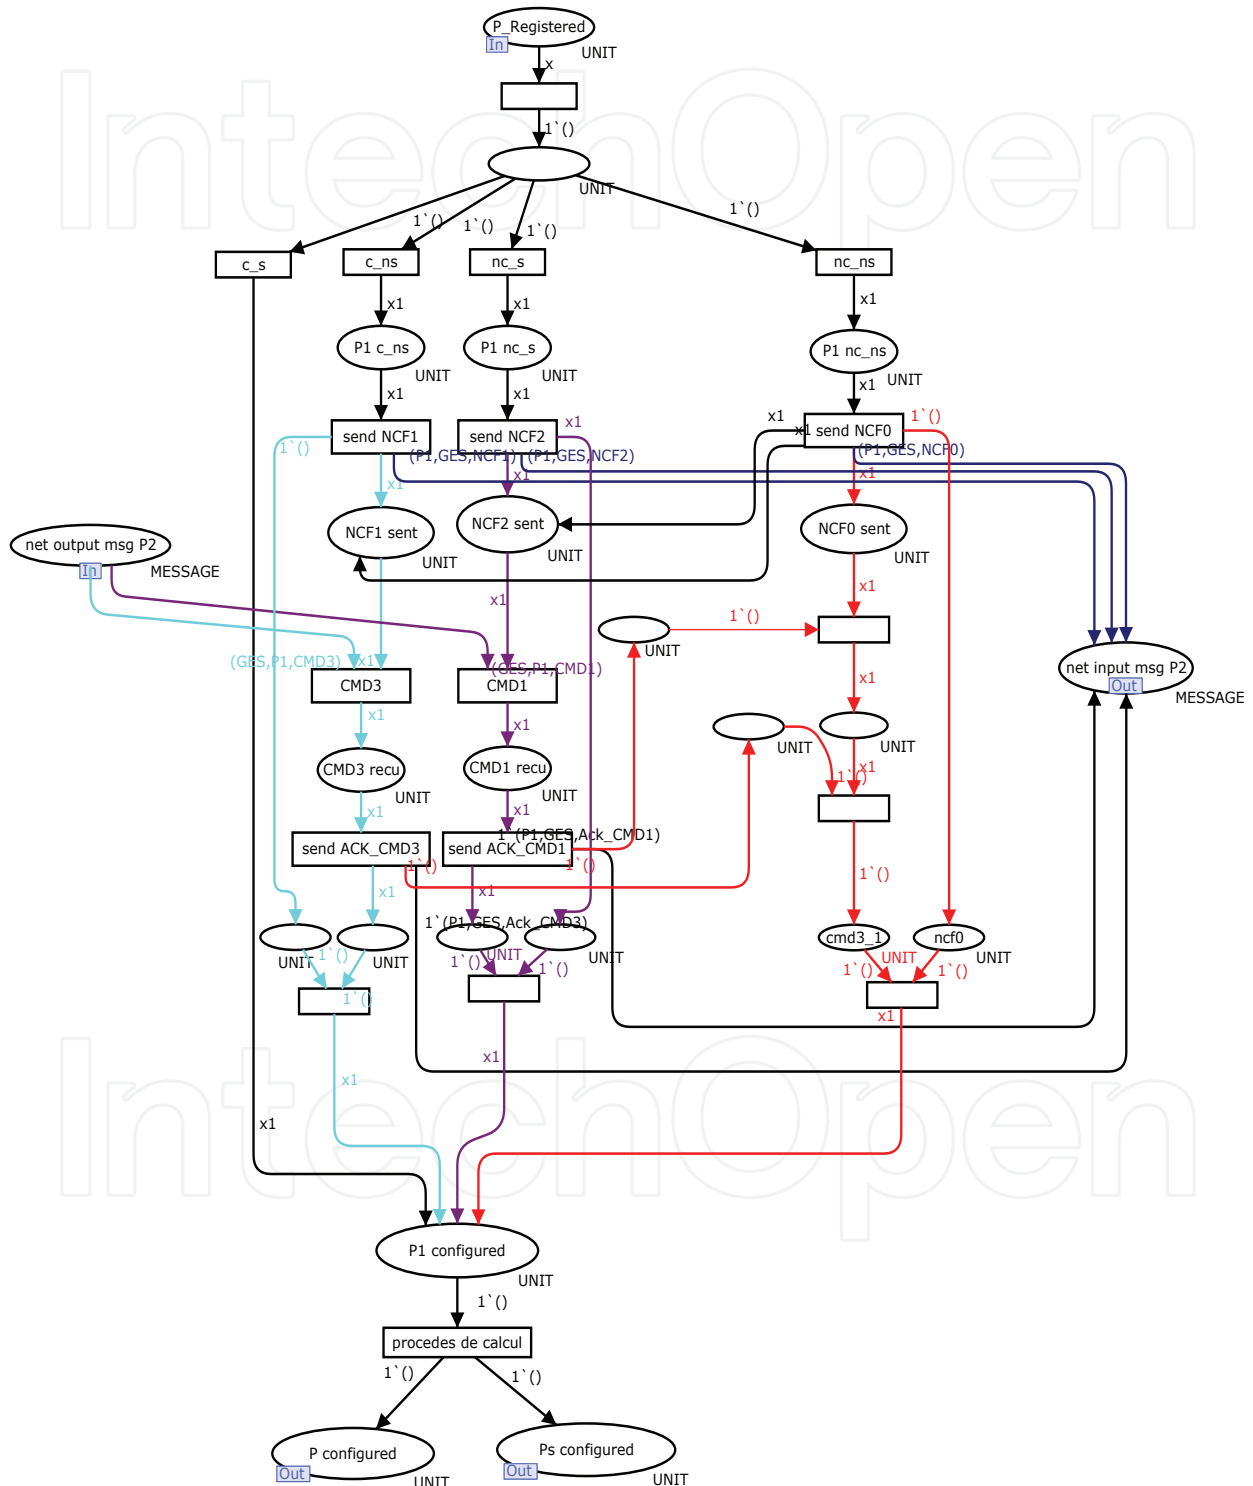 P_Registered
In
UNIT
x
1`()
UNIT
1`()
1`()
1`()
1`()
c_s
c_ns
nc_s
nc_ns
x1
x1
x1
P1 c_ns
P1 nc_s
P1 nc_ns
UNIT
UNIT
UNIT
x1
x1
x1
x1
x1
1`()
x1
send NCF1
send NCF2
send NCF0
1`()
(P1,GES,NCF1)
(P1,GES,NCF2)
(P1,GES,NCF0)
x1
x1
x1
NCF1 sent
NCF2 sent
NCF0 sent
UNIT
UNIT
UNIT
net output msg P2
In
MESSAGE
x1
x1
1`()
UNIT
(GES,P1,CMD3)
x1
(GES,P1,CMD1)
CMD3
CMD1
x1
net input msg P2
Out
MESSAGE
x1
x1
UNIT
UNIT
CMD3 recu
CMD1 recu
UNIT
UNIT
x1
1`()
x1
x1
1`(P1,GES,Ack_CMD1)
send ACK_CMD3
send ACK_CMD1
1`()
1`()
1`()
x1
x1
1`(P1,GES,Ack_CMD3)
cmd3_1
ncf0
UNIT
UNIT
UNIT
UNIT
UNIT
UNIT
1`()
1`()
1`()
1`()
1`()
1`()
x1
x1
x1
x1
P1 configured
UNIT
1`()
procedes de calcul
1`()
1`()
P configured
Out
UNIT
Ps configured
Out
UNIT
IntechOpen
IntechOpen